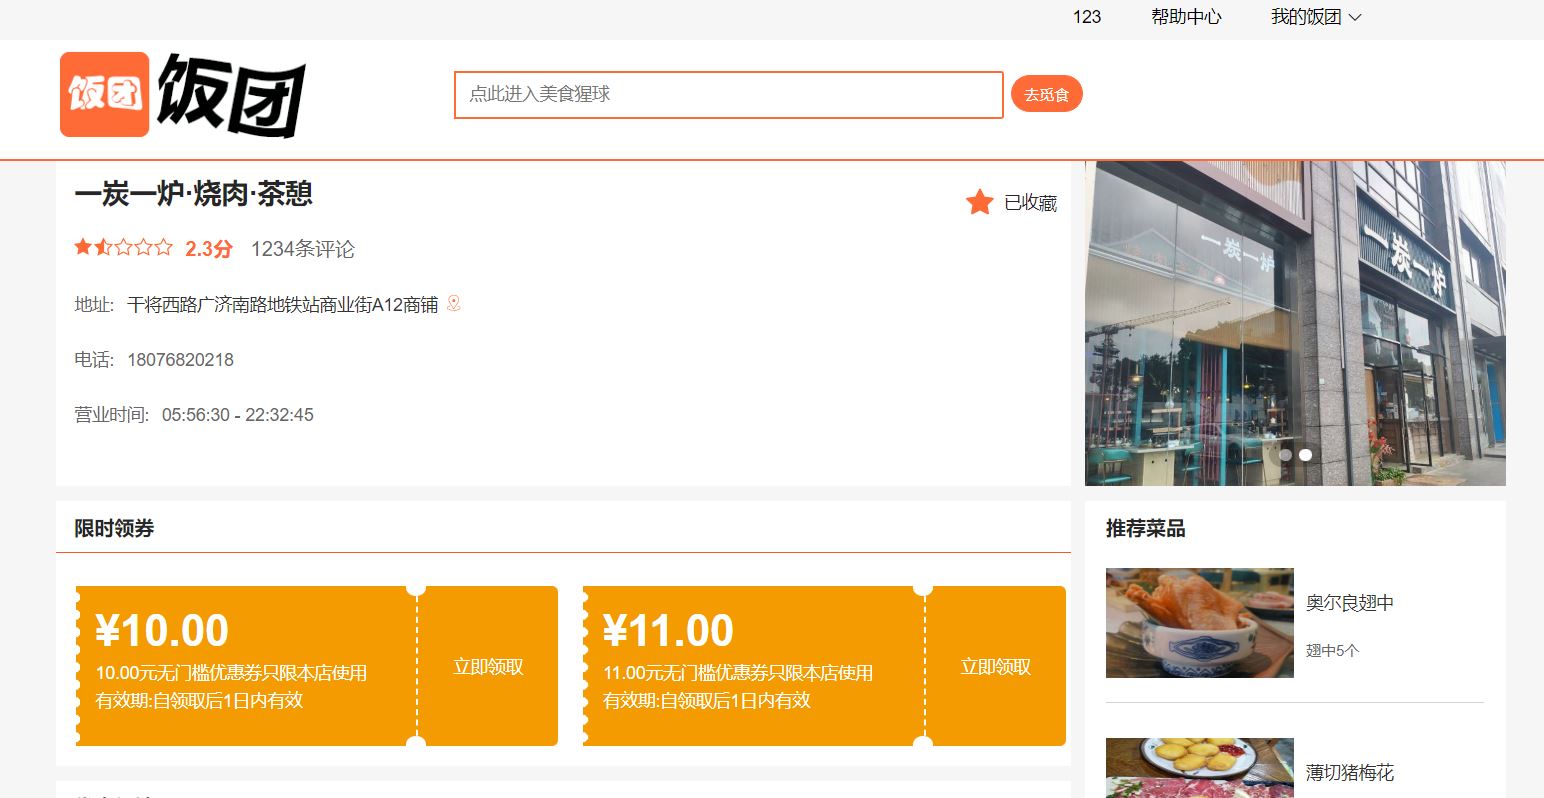 123 帮助中心 我的饭团
饭团 饭团
点此进入美食猩球 去觅食
一炭一炉·烧肉·茶憩
已收藏
2.3分 1234条评论
地址: 干将西路广济南路地铁站商业街A12商铺
电话: 18076820218
营业时间: 05:56:30 - 22:32:45
一炭一炉
一炭一炉
限时领券
¥10.00
10.00元无门槛优惠券只限本店使用
有效期:自领取后1日内有效
立即领取
¥11.00
11.00元无门槛优惠券只限本店使用
有效期:自领取后1日内有效
立即领取
推荐菜品
奥尔良翅中
翅中5个
薄切猪梅花